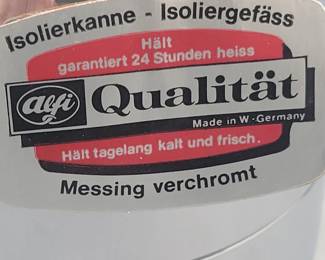 Isolierkanne - Isoliergefäss
Hält
garantiert 24 Stunden heiss
alfi Qualität
Made in W-Germany
Hält tagelang kalt und frisch.
Messing verchromt